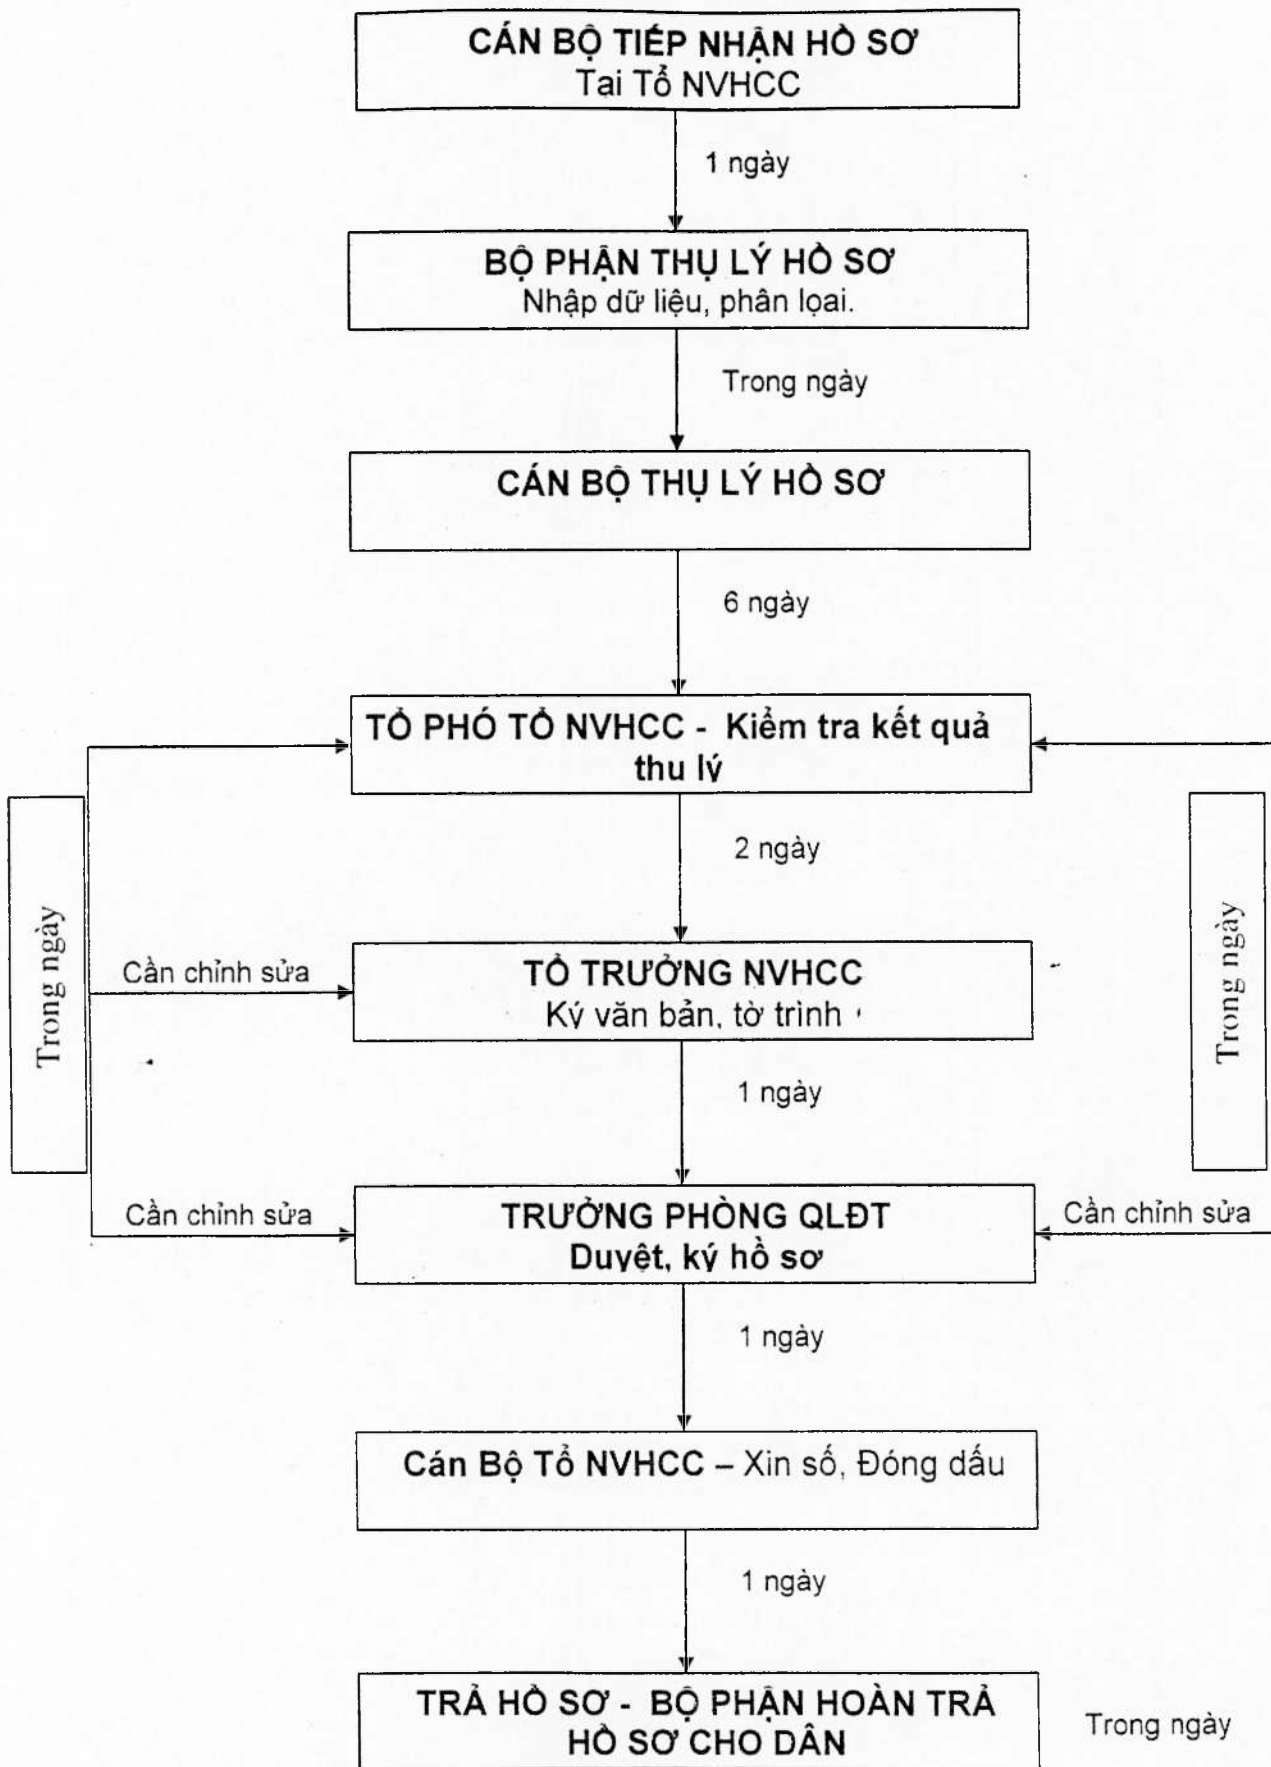 CÁN BỘ TIẾP NHẬN HỒ SƠ
Tại Tổ NVHCC
1 ngày
BỘ PHẬN THỤ LÝ HỒ SƠ
Nhập dữ liệu, phân lọai.
Trong ngày
CÁN BỘ THỤ LÝ HỒ SƠ
6 ngày
TỔ PHÓ TỔ NVHCC - Kiểm tra kết quả
thụ lý
2 ngày
Trong ngày
Trong ngày
Cần chỉnh sửa
TỔ TRƯỞNG NVHCC
Ký văn bản, tờ trình
1 ngày
Cần chỉnh sửa
TRƯỞNG PHÒNG QLĐT
Duyệt, ký hồ sơ
Cần chỉnh sửa
1 ngày
Cán Bộ Tổ NVHCC – Xin số, Đóng dấu
1 ngày
TRẢ HỒ SƠ - BỘ PHẬN HOÀN TRẢ
HỒ SƠ CHO DÂN
Trong ngày